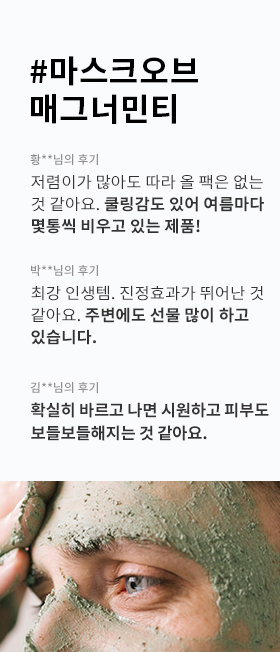 #마스크오브
매그너민티
황**님의 후기
저렴이가 많아도 따라 올 팩은 없는
것 같아요. 쿨링감도 있어 여름마다
몇통씩 비우고 있는 제품!
박**님의 후기
최강 인생템. 진정효과가 뛰어난 것
같아요. 주변에도 선물 많이 하고
있습니다.
김**님의 후기
확실히 바르고 나면 시원하고 피부도
보들보들해지는 것 같아요.